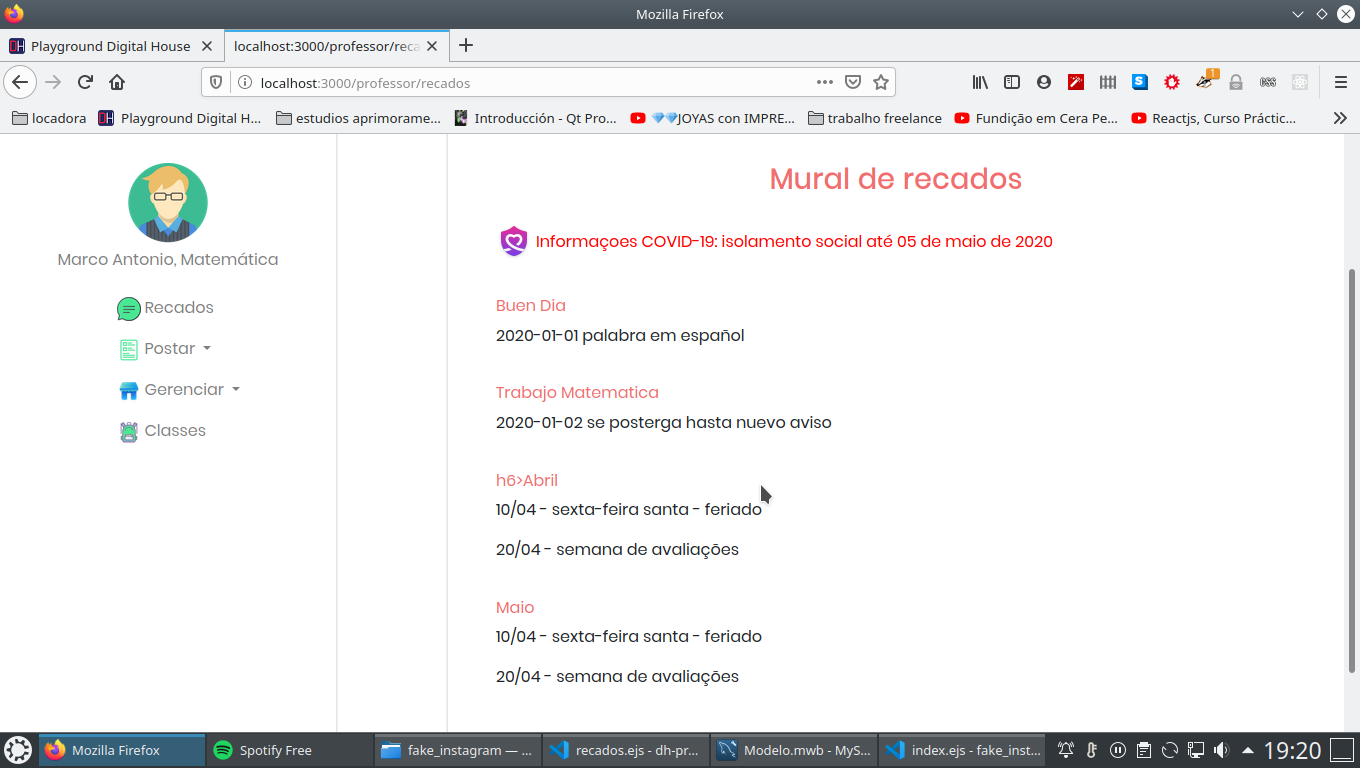 Mozilla Firefox
Playground Digital House
localhost:3000/professor/reca
localhost:3000/professor/recados
1
CSS
locadora
Playground Digital H...
estudios aprimorame...
Introducción - Qt Pro...
💎💎JOYAS con IMPRE...
trabalho freelance
Fundição em Cera Pe...
Reactjs, Curso Práctic...
Mural de recados
Informaçoes COVID-19: isolamento social até 05 de maio de 2020
Marco Antonio, Matemática
Recados
Postar
Gerenciar
Classes
Buen Dia
2020-01-01 palabra em español
Trabajo Matematica
2020-01-02 se posterga hasta nuevo aviso
h6>Abril
10/04 - sexta-feira santa - feriado
20/04 - semana de avaliações
Maio
10/04 - sexta-feira santa - feriado
20/04 - semana de avaliações
Mozilla Firefox
Spotify Free
fake_instagram — ...
recados.ejs - dh-pr...
Modelo.mwb - MyS...
index.ejs - fake_inst...
19:20